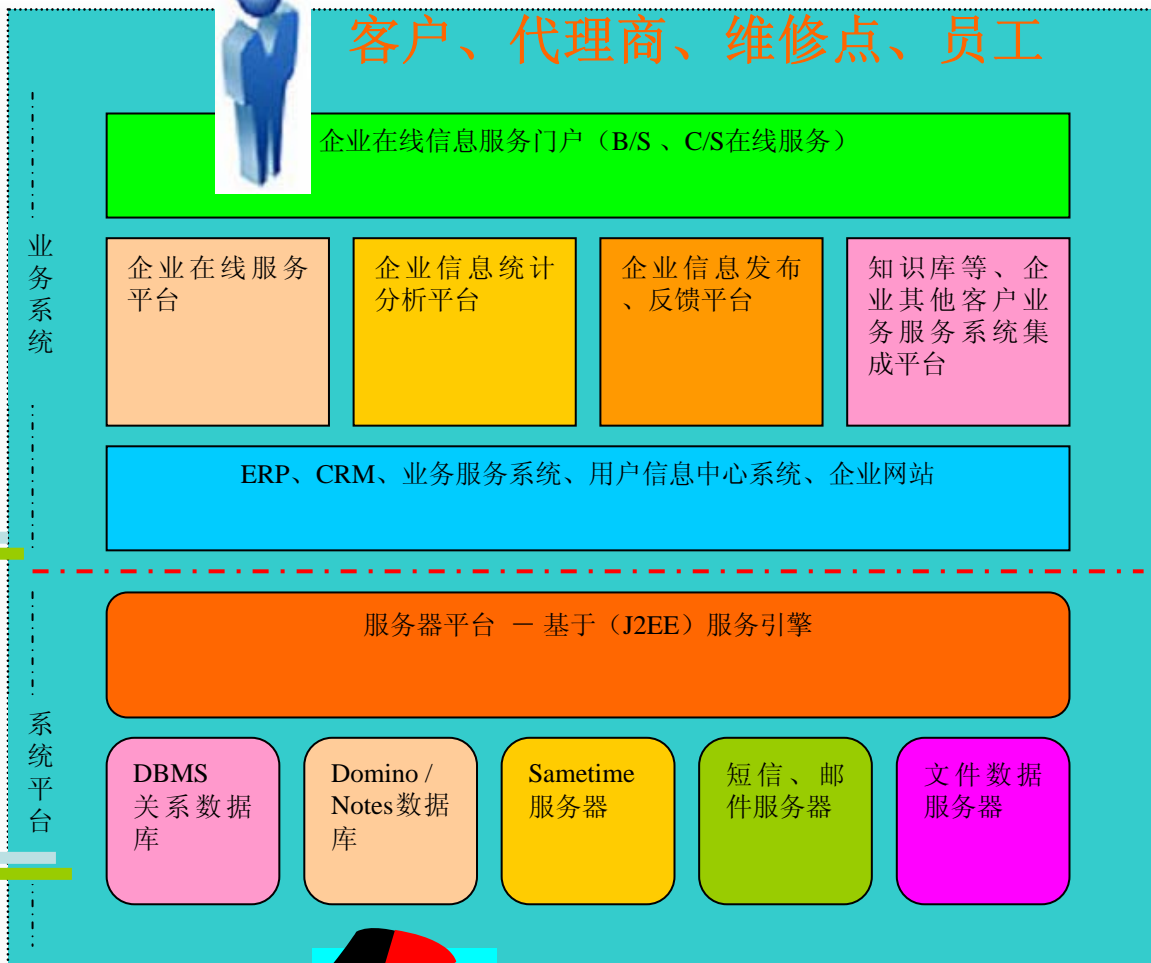 客户、代理商、维修点、员工
企业在线信息服务门户（B/S 、C/S在线服务）
业
务
系
统
企业在线服务
平台
企业信息统计
分析平台
企业信息发布
、反馈平台
知识库等、企
业其他客户业
务服务系统集
成平台
ERP、CRM、业务服务系统、用户信息中心系统、企业网站
服务器平台 － 基于（J2EE）服务引擎
系
统
平
台
DBMS
关系数据
库
Domino /
Notes数据
库
Sametime
服务器
短信、邮
件服务器
文件数据
服务器